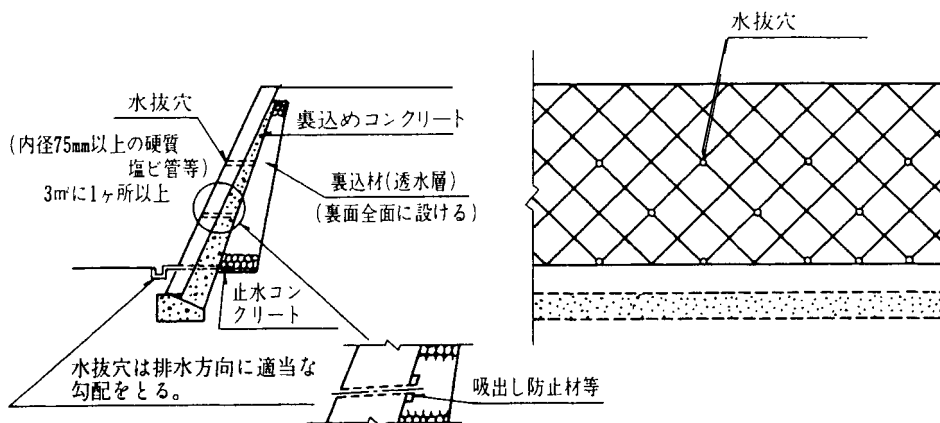 水抜穴
(内径75mm以上の硬質
塩ビ管等)
3㎡に1ヶ所以上
裏込めコンクリート
裏込材(透水層)
(裏面全面に設ける)
止水コン
クリート
水抜穴は排水方向に適当な
勾配をとる。
吸出し防止材等
水抜穴